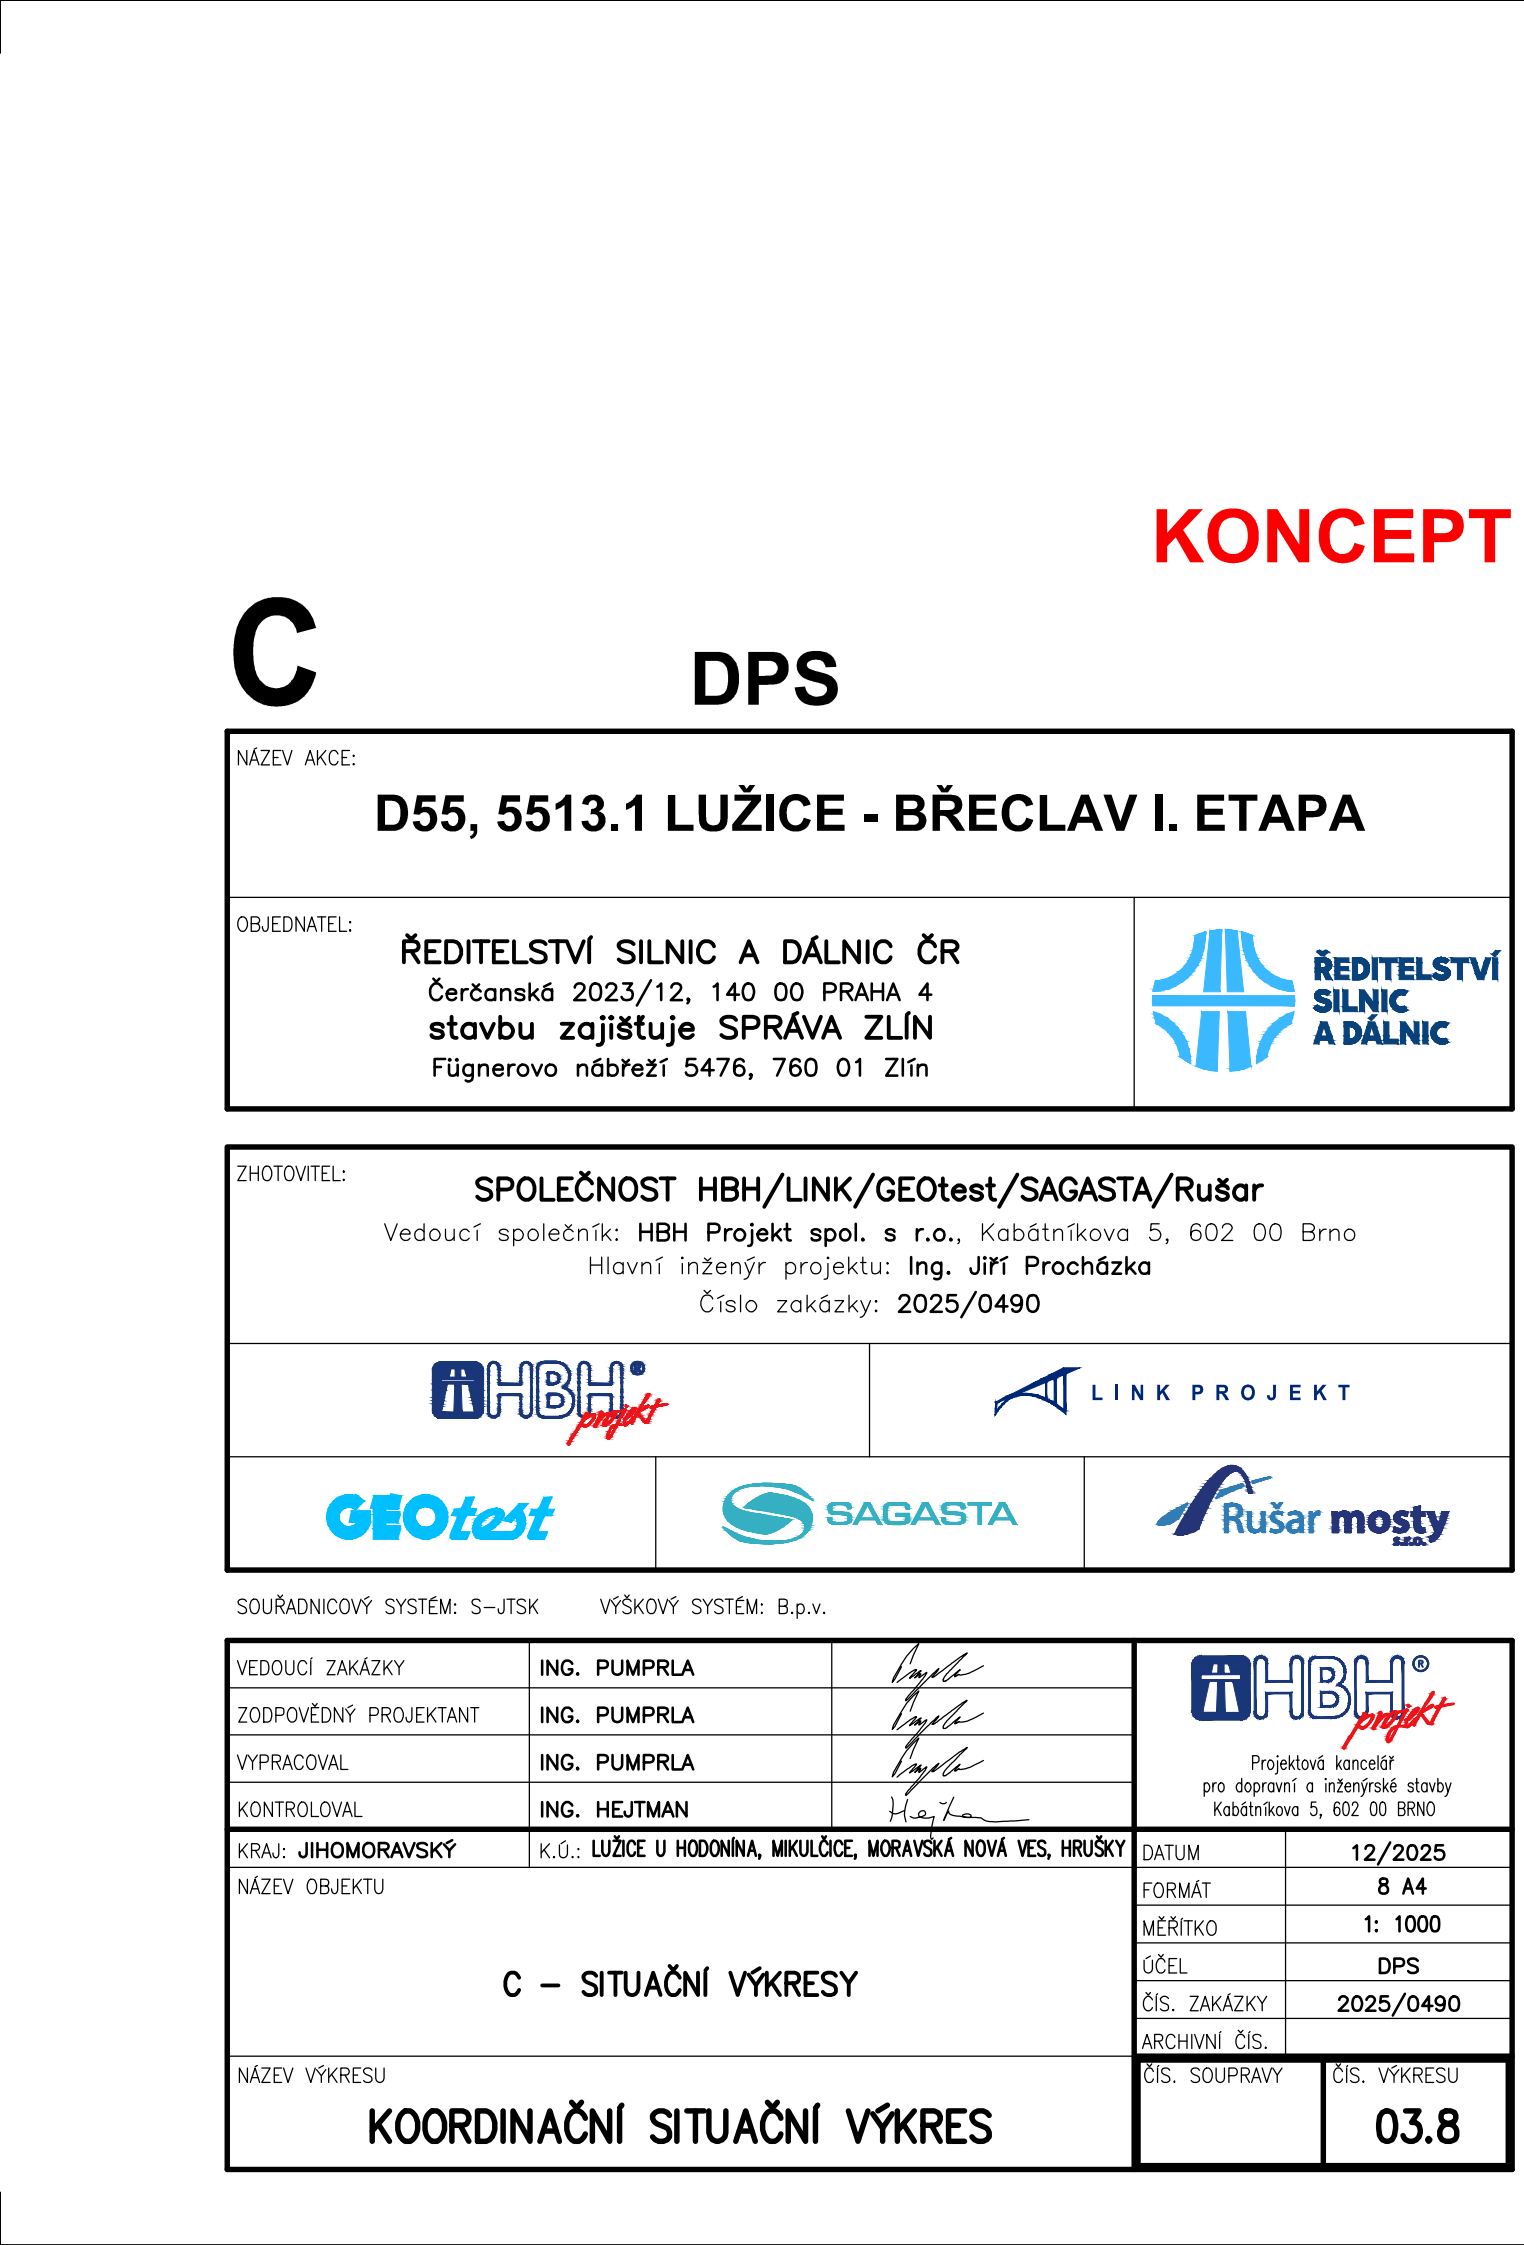 KONCEPT
C
DPS
NÁZEV AKCE:
D55, 5513.1 LUŽICE - BŘECLAV I. ETAPA
OBJEDNATEL:
ŘEDITELSTVÍ SILNIC A DÁLNIC ČR
Čerčanská 2023/12, 140 00 PRAHA 4
stavbu zajišťuje SPRÁVA ZLÍN
Fügnerovo nábřeží 5476, 760 01 Zlín
ŘEDITELSTVÍ
SILNIC
A DÁLNIC
ZHOTOVITEL:
SPOLEČNOST HBH/LINK/GEOtest/SAGASTA/Rušar
Vedoucí společník: HBH Projekt spol. s r.o., Kabátníkova 5, 602 00 Brno
Hlavní inženýr projektu: Ing. Jiří Procházka
Číslo zakázky: 2025/0490
HBH® projekt
LINK PROJEKT
GEOtest
SAGASTA
Rušar mosty s.r.o.
SOUŘADNICOVÝ SYSTÉM: S-JTSK VÝŠKOVÝ SYSTÉM: B.p.v.
VEDOUCÍ ZAKÁZKY ING. PUMPRLA
ZODPOVĚDNÝ PROJEKTANT ING. PUMPRLA
VYPRACOVAL ING. PUMPRLA
KONTROLOVAL ING. HEJTMAN
HBH® projekt
Projektová kancelář
pro dopravní a inženýrské stavby
Kabátníkova 5, 602 00 BRNO
KRAJ: JIHOMORAVSKÝ K.Ú.: LUŽICE U HODONÍNA, MIKULČICE, MORAVSKÁ NOVÁ VES, HRUŠKY
DATUM 12/2025
FORMÁT 8 A4
MĚŘÍTKO 1: 1000
ÚČEL DPS
ČÍS. ZAKÁZKY 2025/0490
ARCHIVNÍ ČÍS.
NÁZEV OBJEKTU
C - SITUAČNÍ VÝKRESY
NÁZEV VÝKRESU
KOORDINAČNÍ SITUAČNÍ VÝKRES
ČÍS. SOUPRAVY
ČÍS. VÝKRESU
03.8